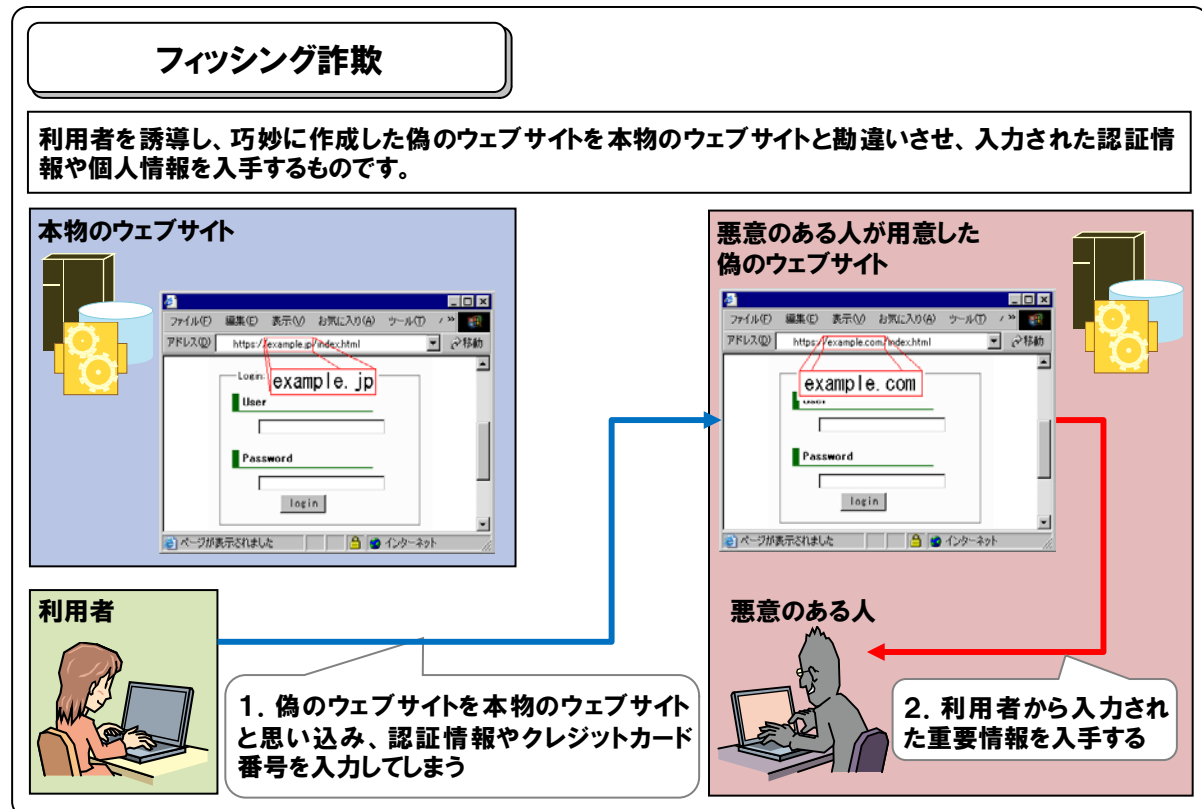 フィッシング詐欺
利用者を誘導し、巧妙に作成した偽のウェブサイトを本物のウェブサイトと勘違いさせ、入力された認証情
報や個人情報を入手するものです。
本物のウェブサイト
ファイル(F) 編集(E) 表示(V) お気に入り(A) ツール(T) »
アドレス(D) https://example.jp/index.html 移動
Login
example.jp
User
Password
login
ページが表示されました インターネット
悪意のある人が用意した
偽のウェブサイト
ファイル(F) 編集(E) 表示(V) お気に入り(A) ツール(T) »
アドレス(D) https://example.com/index.html 移動
example.com
User
Password
login
ページが表示されました インターネット
利用者
1. 偽のウェブサイトを本物のウェブサイト
と思い込み、認証情報やクレジットカード
番号を入力してしまう
悪意のある人
2. 利用者から入力され
た重要情報を入手する